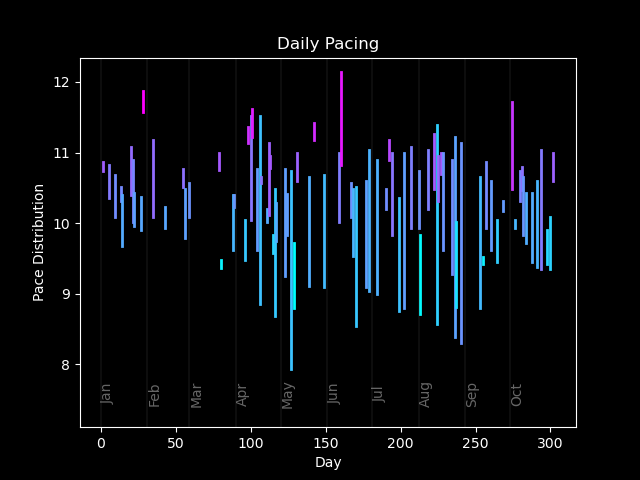 Daily Pacing
12
11
10
9
8
Pace Distribution
Jan
Feb
Mar
Apr
May
Jun
Jul
Aug
Sep
Oct
0
50
100
150
200
250
300
Day